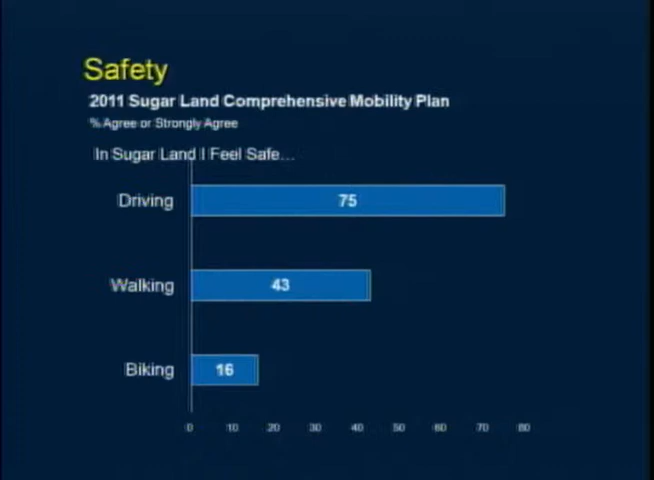 Safety
2011 Sugar Land Comprehensive Mobility Plan
% Agree or Strongly Agree
In Sugar Land I Feel Safe...
Driving 75
Walking 43
Biking 16
0 10 20 30 40 50 60 70 80